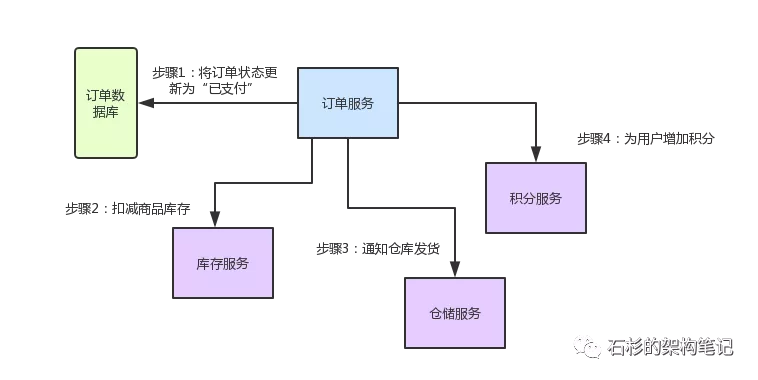 步骤1：将订单状态更
新为“已支付”
订单数
据库
订单服务
步骤4：为用户增加积分
积分服务
步骤2：扣减商品库存
步骤3：通知仓库发货
库存服务
仓储服务
石杉的架构笔记